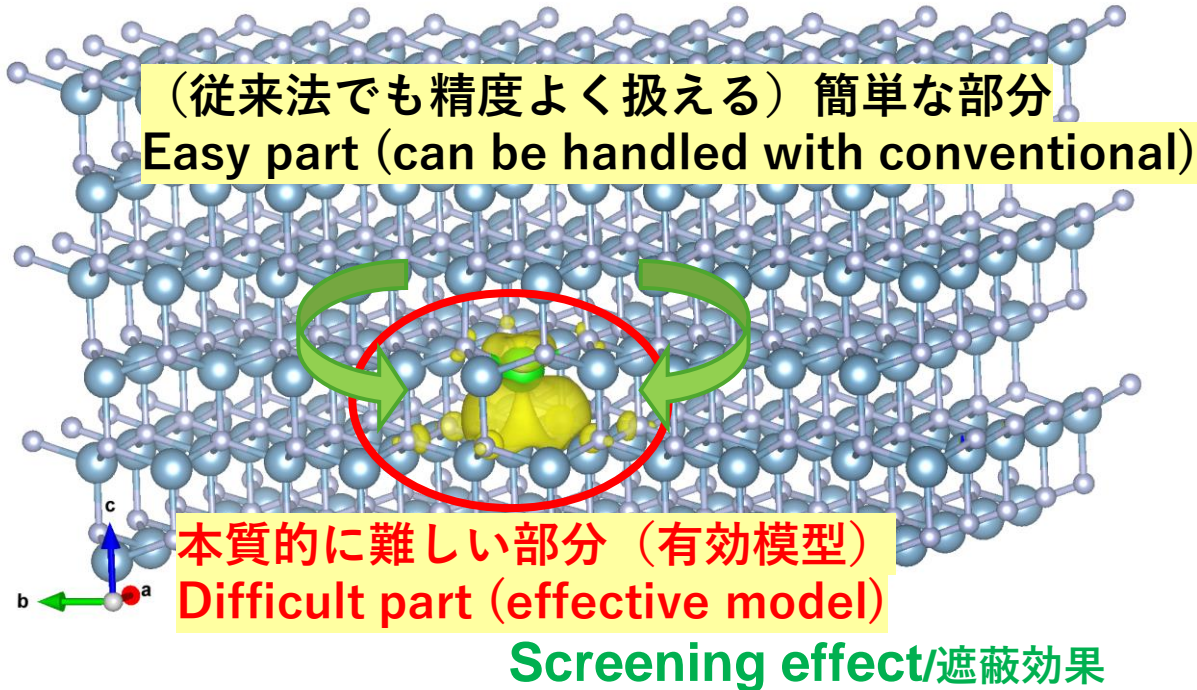 （従来法でも精度よく扱える）簡単な部分
Easy part (can be handled with conventional)
c
b
a
本質的に難しい部分（有効模型）
Difficult part (effective model)
Screening effect/遮蔽効果